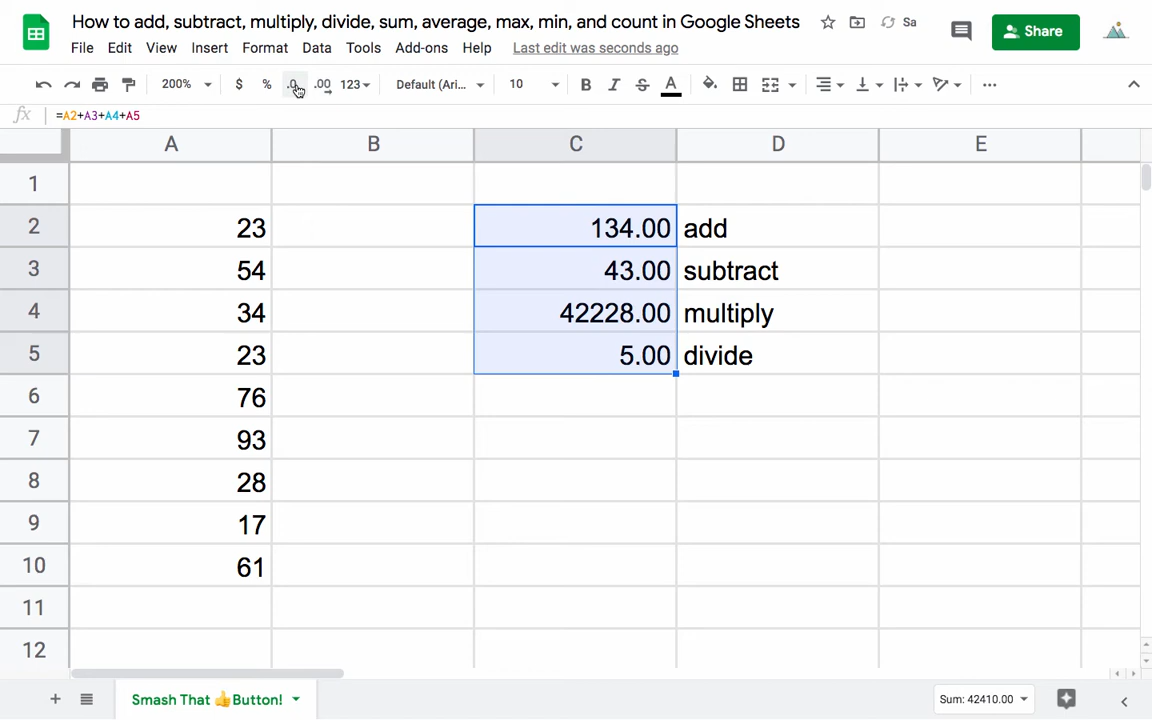 How to add, subtract, multiply, divide, sum, average, max, min, and count in Google Sheets Sa
Share
File Edit View Insert Format Data Tools Add-ons Help Last edit was seconds ago
200% $ % .0 .00 123 Default (Ari... 10 B I S A
fx =A2+A3+A4+A5
A B C D E
1
2 23 134.00 add
3 54 43.00 subtract
4 34 42228.00 multiply
5 23 5.00 divide
6 76
7 93
8 28
9 17
10 61
11
12
Smash That 👍Button! Sum: 42410.00